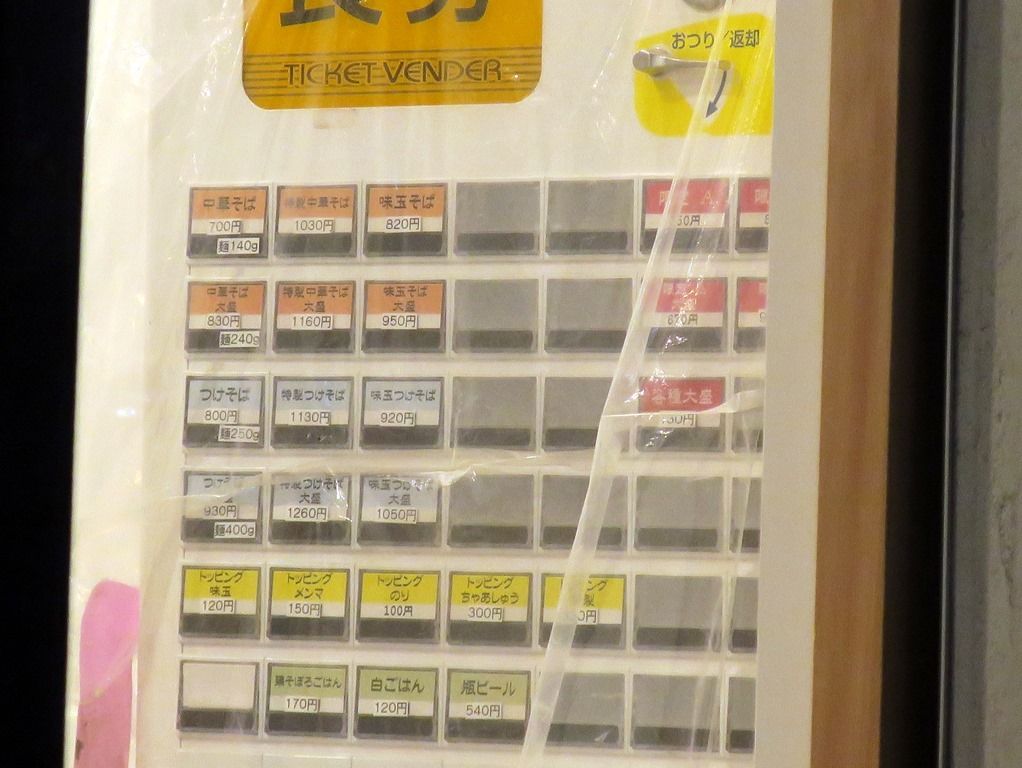 食券
TICKET VENDER
おつり／返却
中華そば
700円
麺140g
特製中華そば
1030円
味玉そば
820円
中華そば
大盛
830円
麺240g
特製中華そば
大盛
1160円
味玉そば
大盛
950円
670円
つけそば
800円
麺250g
特製つけそば
1130円
味玉つけそば
920円
各種大盛
つけ
930円
麺400g
特製つけそば
大盛
1260円
味玉つけそば
大盛
1050円
トッピング
味玉
120円
トッピング
メンマ
150円
トッピング
のり
100円
トッピング
ちゃあしゅう
300円
鶏そぼろごはん
170円
白ごはん
120円
瓶ビール
540円